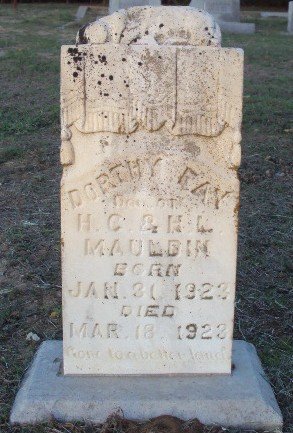 DORTHY FAY
Dau. of
H. C. & H. L.
MAULDIN
BORN
JAN. 31 1923
DIED
MAR. 18 1923
Gone to a better land